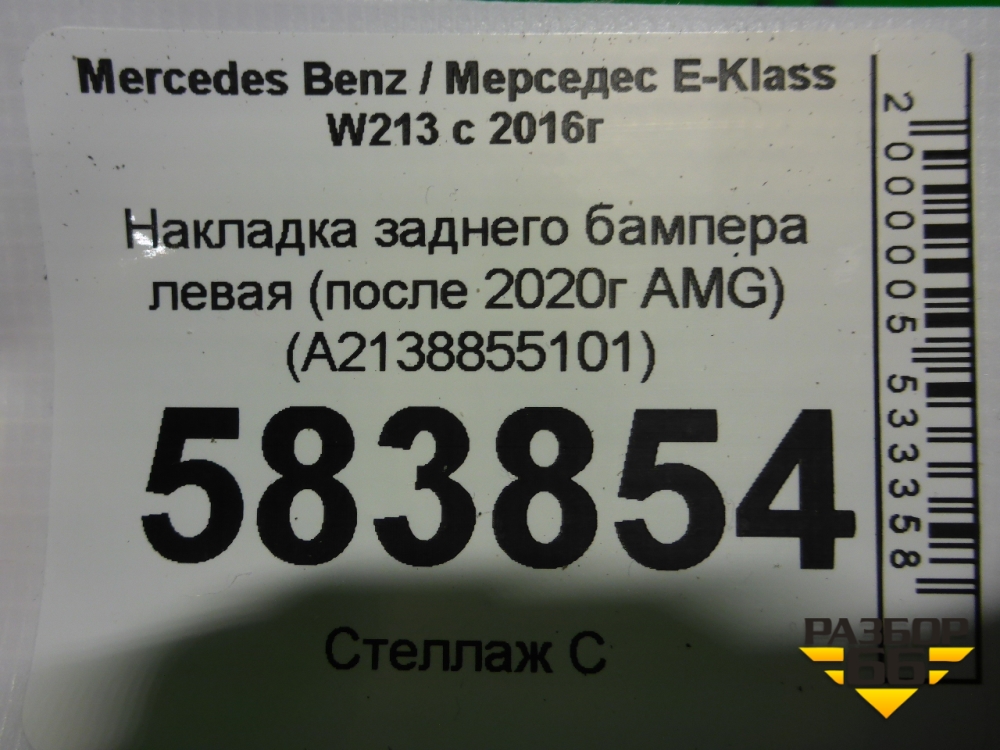 Mercedes Benz / Мерседес E-Klass
W213 с 2016г
Накладка заднего бампера
левая (после 2020г AMG)
(A2138855101)
583854
Стеллаж С
2000005533358
РАЗБОР
66